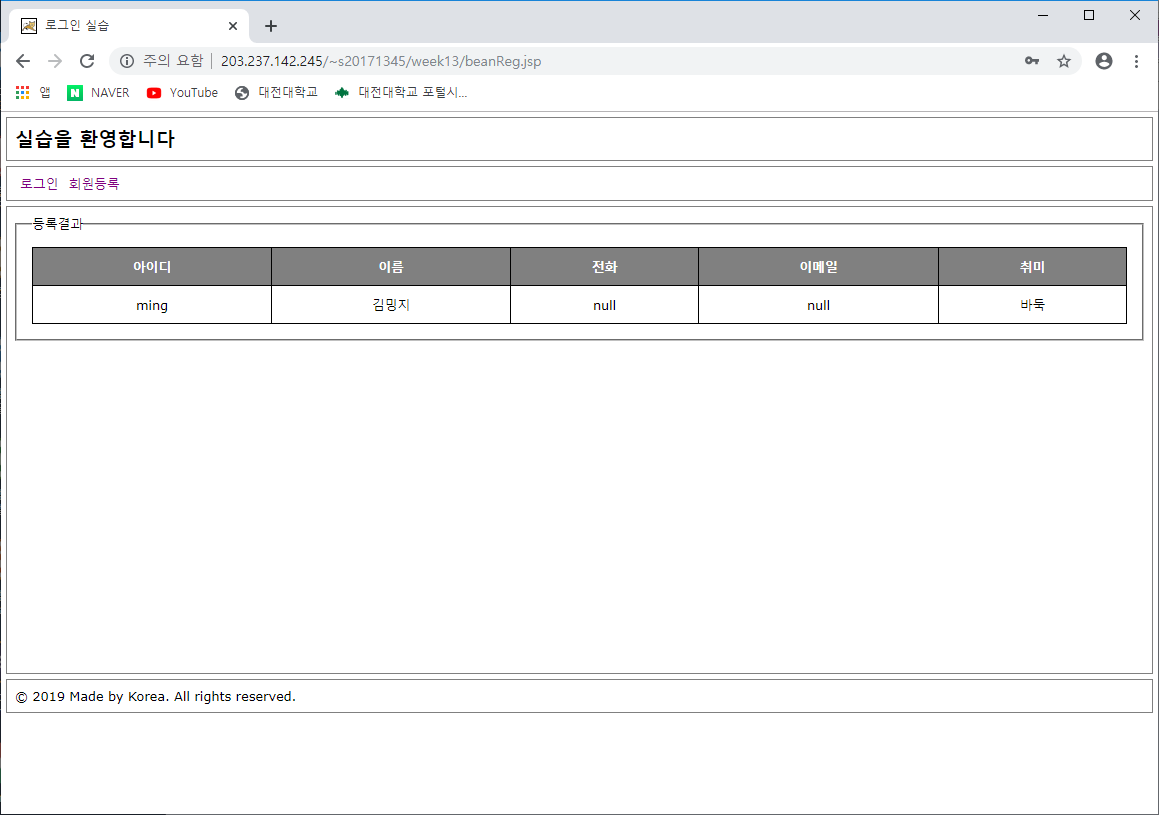 로그인 실습
주의 요함 | 203.237.142.245/~s20171345/week13/beanReg.jsp
앱 NAVER YouTube 대전대학교 대전대학교 포털시...
실습을 환영합니다
로그인 회원등록
등록결과
아이디 이름 전화 이메일 취미
ming 김밍지 null null 바둑
© 2019 Made by Korea. All rights reserved.